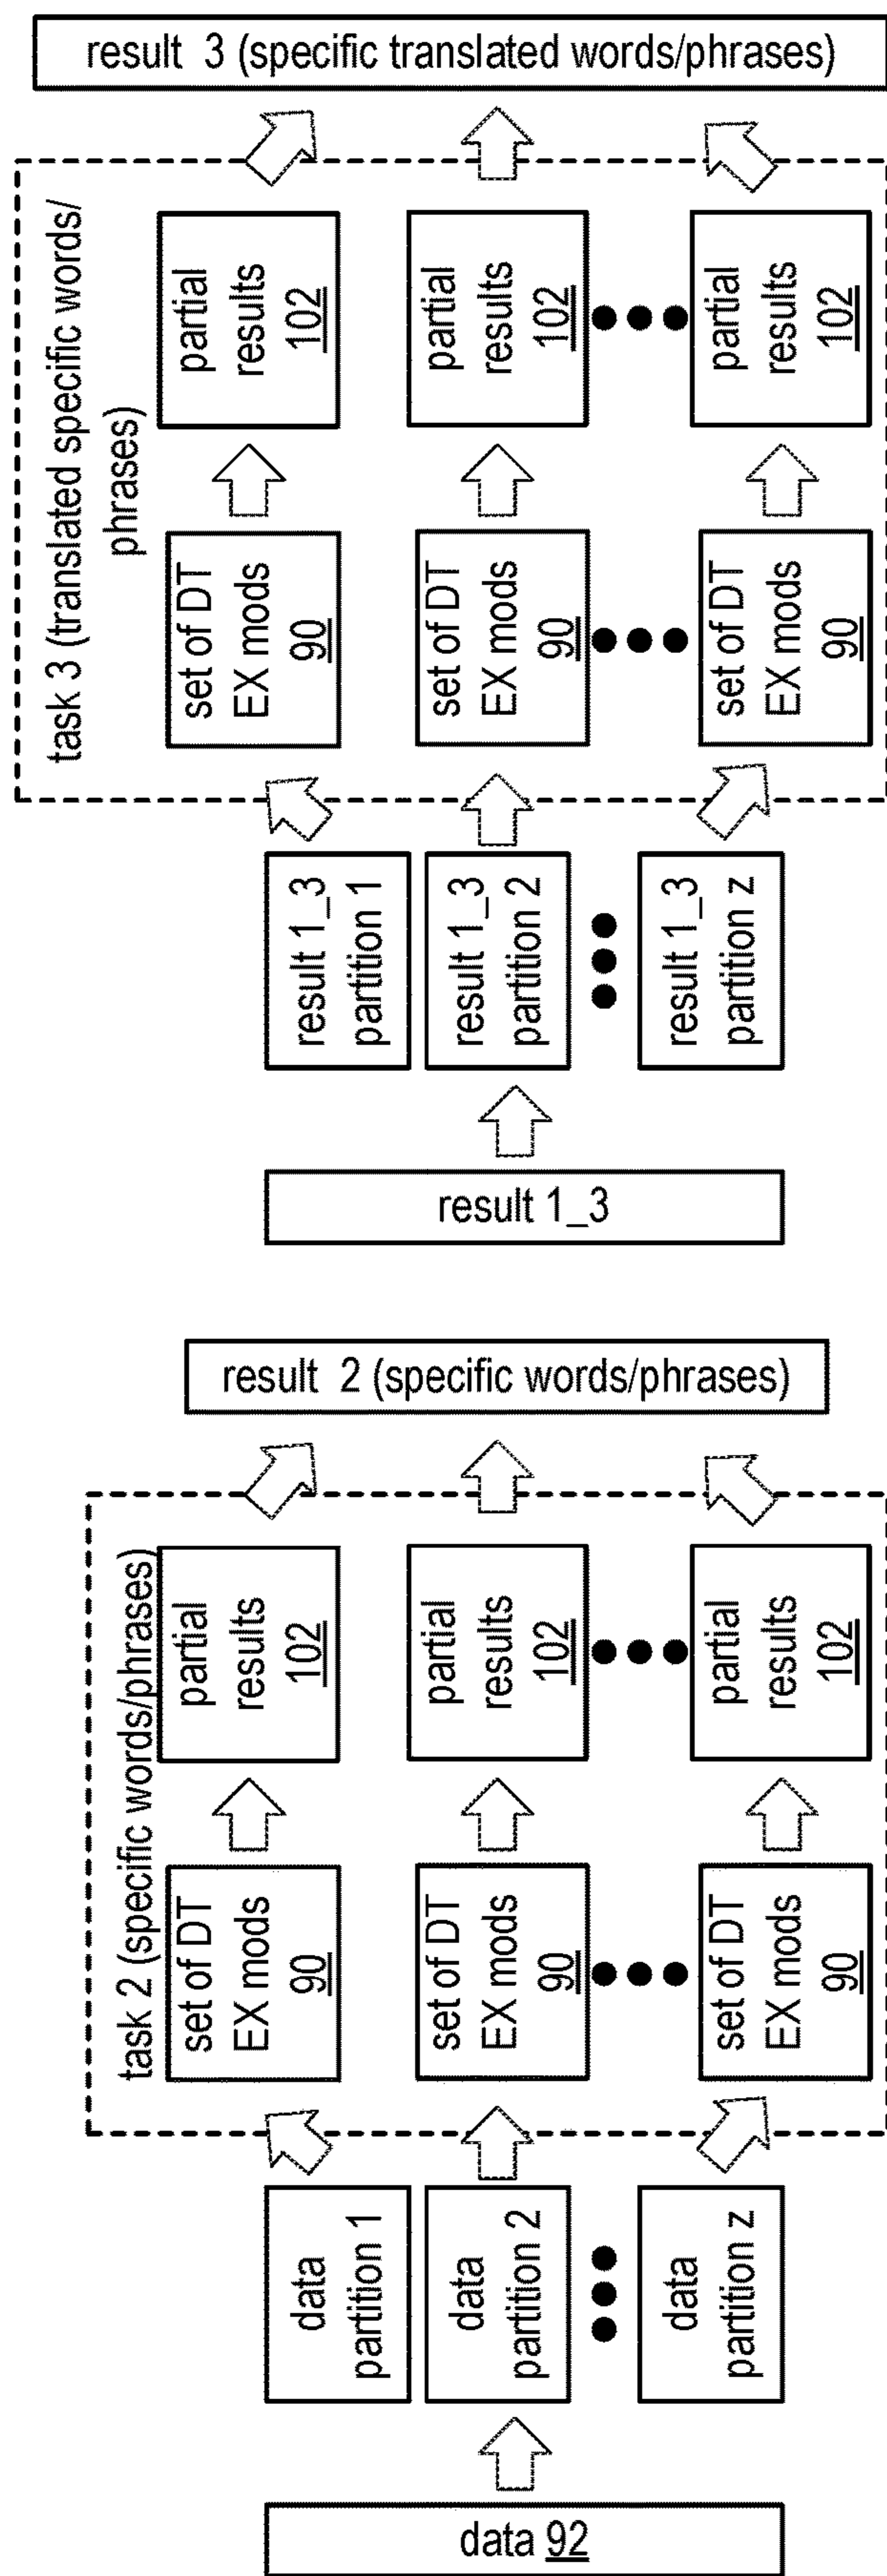 task 2 (specific words/phrases)
data 92
data
partition 1
data
partition 2
data
partition z
set of DT
EX mods
90
set of DT
EX mods
90
set of DT
EX mods
90
partial
results
102
partial
results
102
partial
results
102
result 2 (specific words/phrases)
task 3 (translated specific words/
phrases)
result 1_3
result 1_3
partition 1
result 1_3
partition 2
result 1_3
partition z
set of DT
EX mods
90
set of DT
EX mods
90
set of DT
EX mods
90
partial
results
102
partial
results
102
partial
results
102
result 3 (specific translated words/phrases)